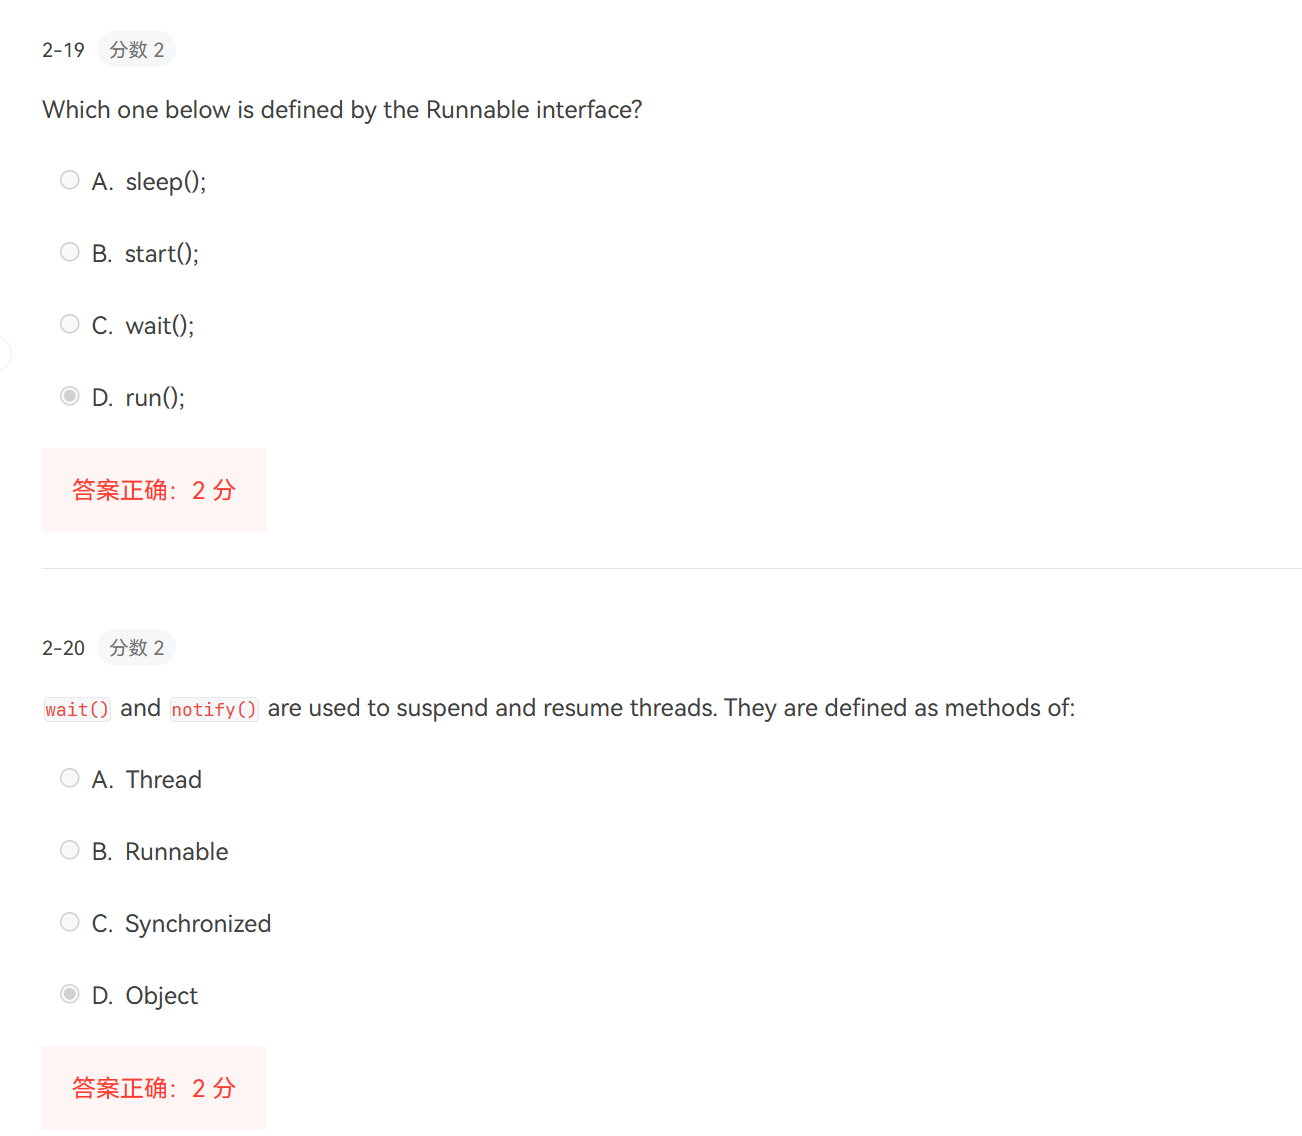 2-19 分数 2
Which one below is defined by the Runnable interface?
A. sleep();
B. start();
C. wait();
D. run();
答案正确：2 分
2-20 分数 2
wait() and notify() are used to suspend and resume threads. They are defined as methods of:
A. Thread
B. Runnable
C. Synchronized
D. Object
答案正确：2 分